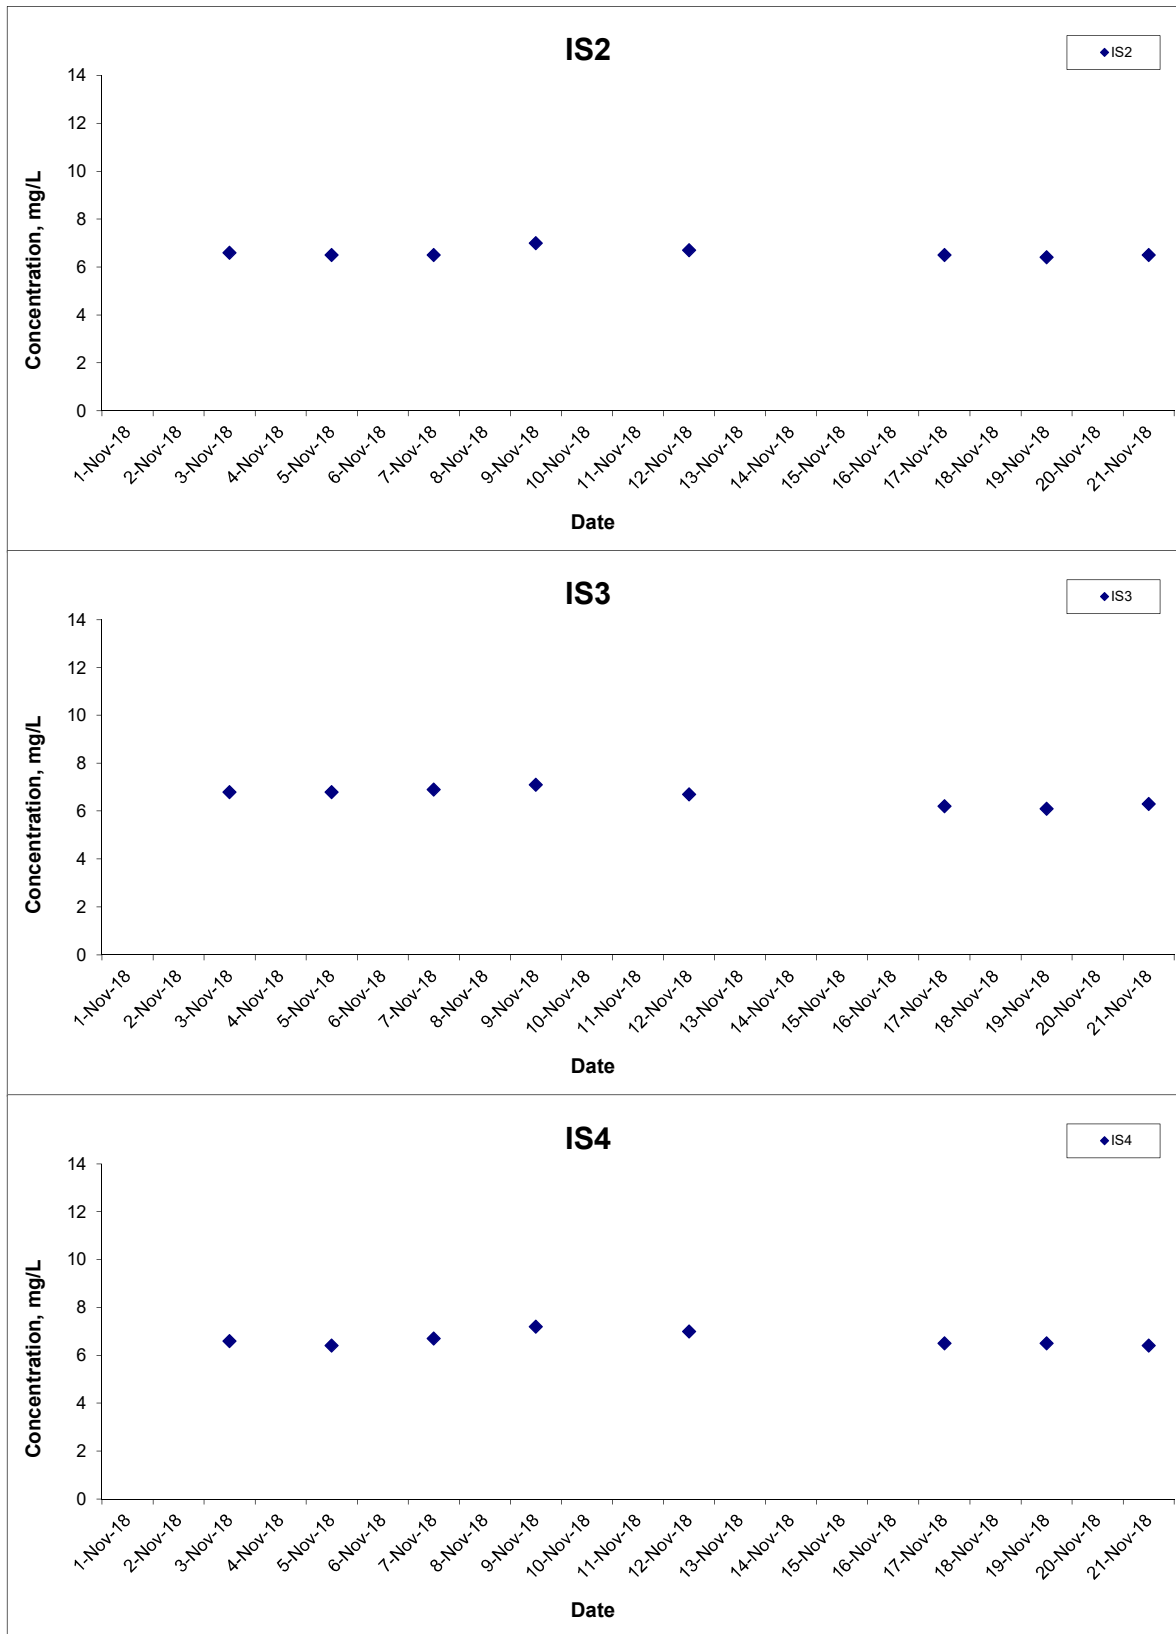 IS2
IS2
14
12
10
8
6
4
2
0
Concentration, mg/L
1-Nov-18
2-Nov-18
3-Nov-18
4-Nov-18
5-Nov-18
6-Nov-18
7-Nov-18
8-Nov-18
9-Nov-18
10-Nov-18
11-Nov-18
12-Nov-18
13-Nov-18
14-Nov-18
15-Nov-18
16-Nov-18
17-Nov-18
18-Nov-18
19-Nov-18
20-Nov-18
21-Nov-18
Date
IS3
IS3
14
12
10
8
6
4
2
0
Concentration, mg/L
1-Nov-18
2-Nov-18
3-Nov-18
4-Nov-18
5-Nov-18
6-Nov-18
7-Nov-18
8-Nov-18
9-Nov-18
10-Nov-18
11-Nov-18
12-Nov-18
13-Nov-18
14-Nov-18
15-Nov-18
16-Nov-18
17-Nov-18
18-Nov-18
19-Nov-18
20-Nov-18
21-Nov-18
Date
IS4
IS4
14
12
10
8
6
4
2
0
Concentration, mg/L
1-Nov-18
2-Nov-18
3-Nov-18
4-Nov-18
5-Nov-18
6-Nov-18
7-Nov-18
8-Nov-18
9-Nov-18
10-Nov-18
11-Nov-18
12-Nov-18
13-Nov-18
14-Nov-18
15-Nov-18
16-Nov-18
17-Nov-18
18-Nov-18
19-Nov-18
20-Nov-18
21-Nov-18
Date